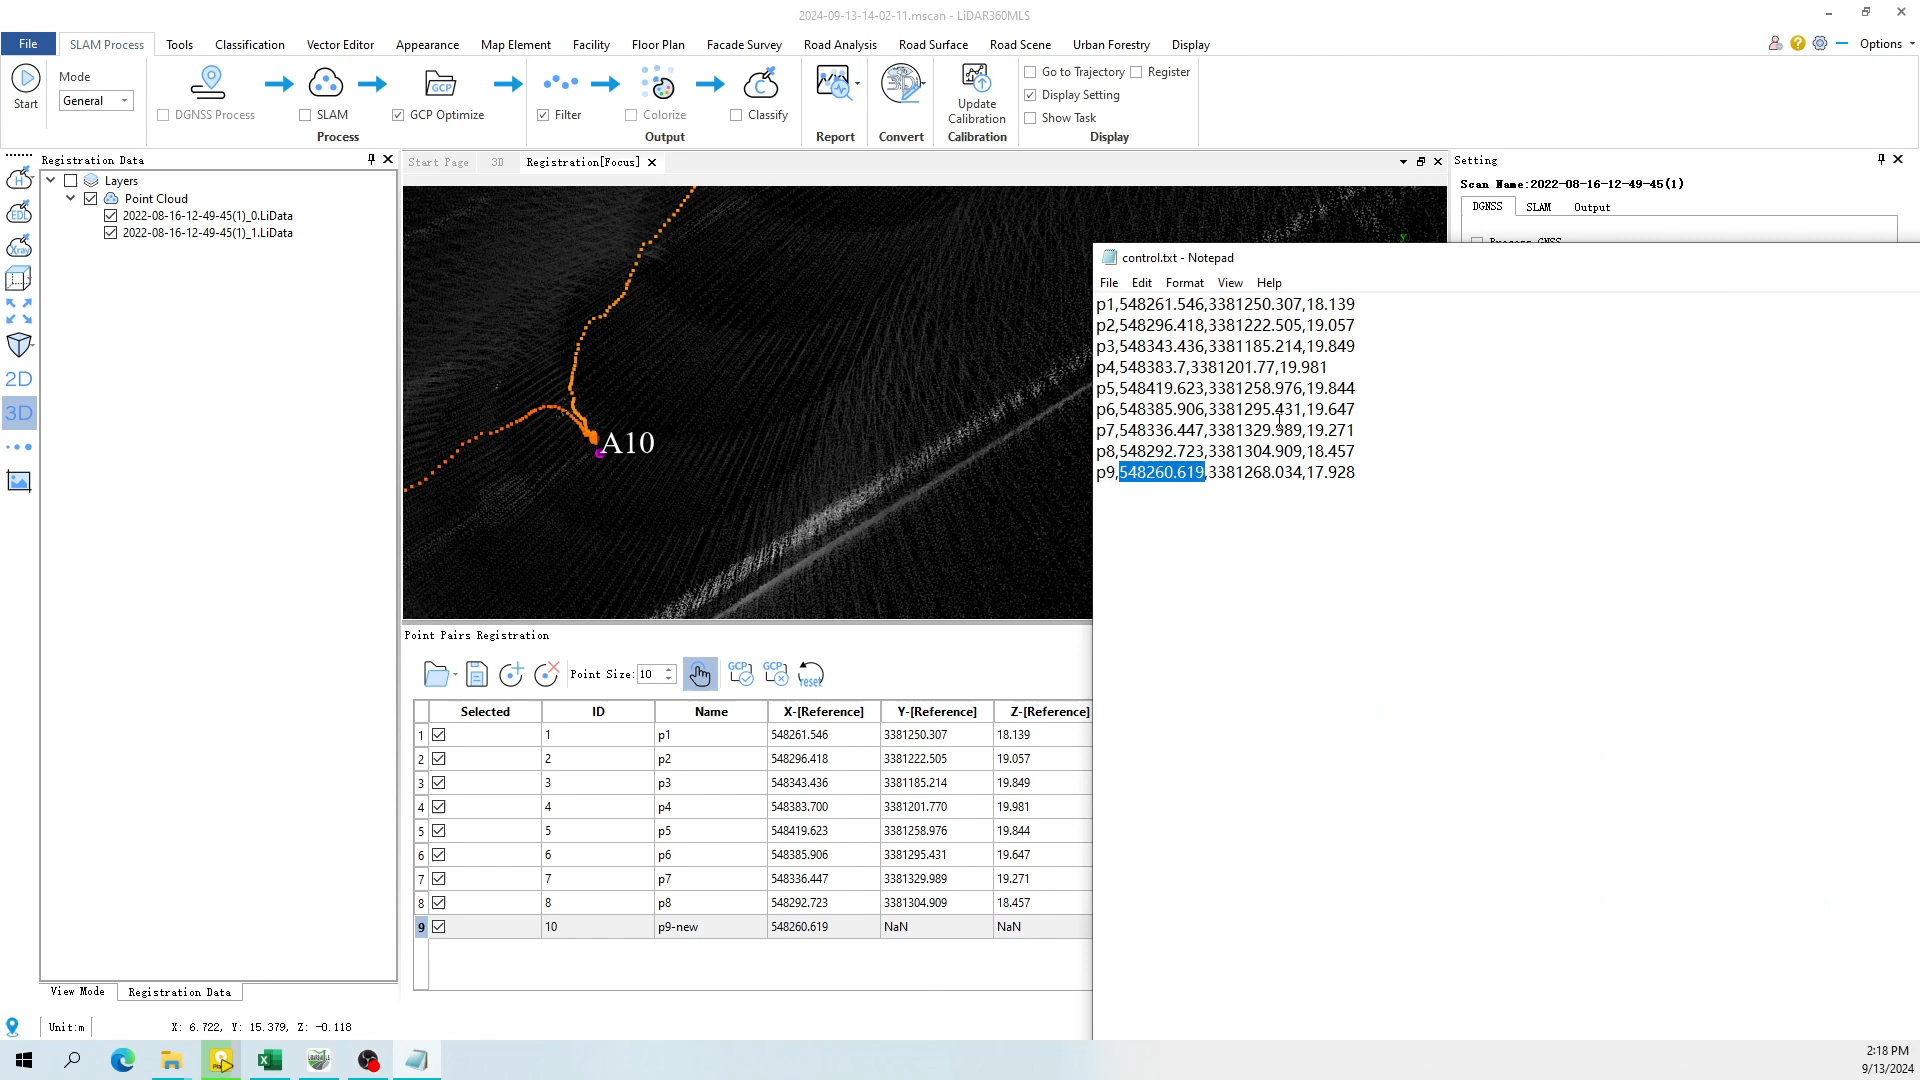 2024-09-13-14-02-11.mscan - LiDAR360MLS
File SLAM Process Tools Classification Vector Editor Appearance Map Element Facility Floor Plan Facade Survey Road Analysis Road Surface Road Scene Urban Forestry Display Options
Start
Mode
General
DGNSS Process SLAM GCP GCP Optimize
Process
Filter Colorize Classify
Output
Report
Convert
Update
Calibration
Calibration
Go to Trajectory Register
Display Setting
Show Task
Display
Registration Data
Layers
Point Cloud
2022-08-16-12-49-45(1)_0.LiData
2022-08-16-12-49-45(1)_1.LiData
H
EDL
Xray
2D
3D
View Mode Registration Data
Start Page 3D Registration[Focus]
A10
Setting
Scan Name:2022-08-16-12-49-45(1)
DGNSS SLAM Output
Process GNSS
control.txt - Notepad
File Edit Format View Help
p1,548261.546,3381250.307,18.139
p2,548296.418,3381222.505,19.057
p3,548343.436,3381185.214,19.849
p4,548383.7,3381201.77,19.981
p5,548419.623,3381258.976,19.844
p6,548385.906,3381295.431,19.647
p7,548336.447,3381329.989,19.271
p8,548292.723,3381304.909,18.457
p9,548260.619,3381268.034,17.928
Point Pairs Registration
Point Size: 10 GCP GCP reset
Selected ID Name X-[Reference] Y-[Reference] Z-[Reference]
1 1 p1 548261.546 3381250.307 18.139
2 2 p2 548296.418 3381222.505 19.057
3 3 p3 548343.436 3381185.214 19.849
4 4 p4 548383.700 3381201.770 19.981
5 5 p5 548419.623 3381258.976 19.844
6 6 p6 548385.906 3381295.431 19.647
7 7 p7 548336.447 3381329.989 19.271
8 8 p8 548292.723 3381304.909 18.457
9 10 p9-new 548260.619 NaN NaN
Unit:m X: 6.722, Y: 15.379, Z: -0.118
2:18 PM
9/13/2024